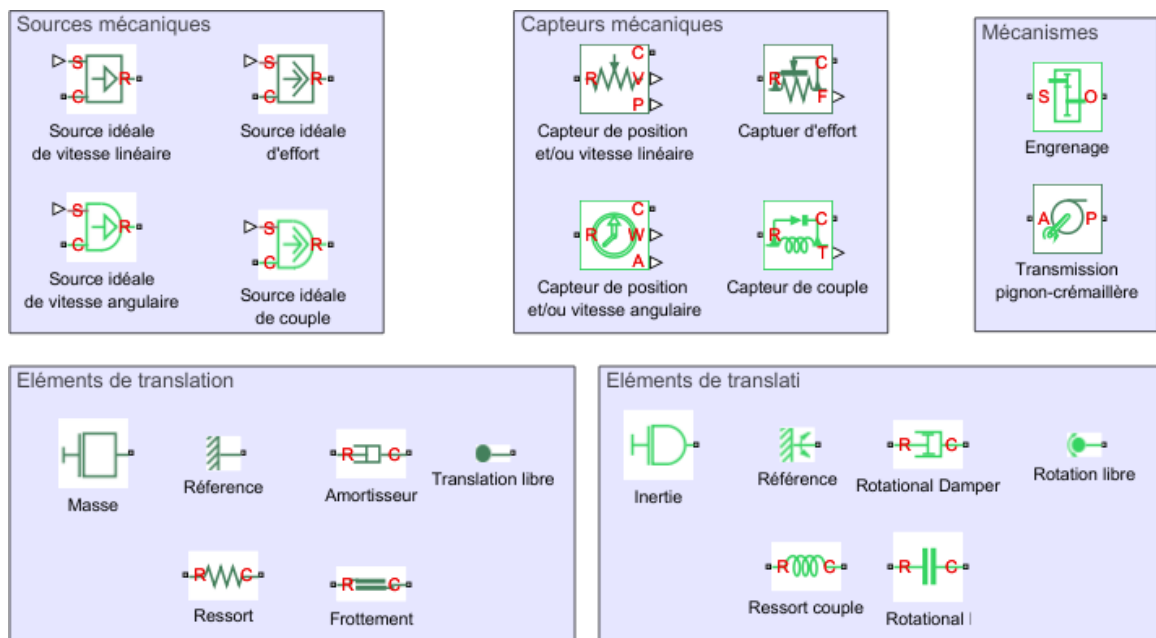 Sources mécaniques
S
R
C
Source idéale
de vitesse linéaire
S
R
C
Source idéale
d'effort
S
R
C
Source idéale
de vitesse angulaire
S
R
C
Source idéale
de couple
Capteurs mécaniques
C
R
V
P
Capteur de position
et/ou vitesse linéaire
C
R
F
Captuer d'effort
C
R
W
A
Capteur de position
et/ou vitesse angulaire
C
R
T
Capteur de couple
Mécanismes
S
O
Engrenage
A
P
Transmission
pignon-crémaillère
Eléments de translation
Masse
Réference
R
C
Amortisseur
Translation libre
R
C
Ressort
R
C
Frottement
Eléments de translati
Inertie
Référence
R
C
Rotational Damper
Rotation libre
R
C
Ressort couple
R
C
Rotational